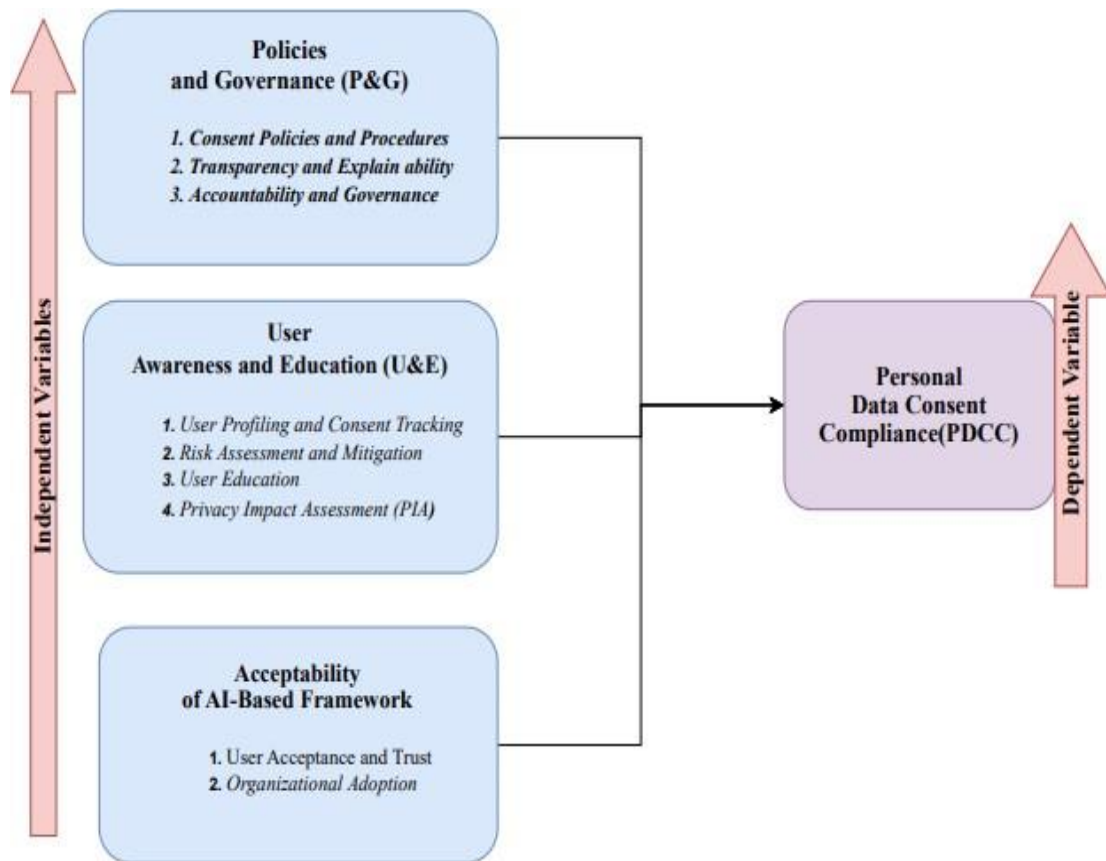 Independent Variables
Policies
and Governance (P&G)
1. Consent Policies and Procedures
2. Transparency and Explain ability
3. Accountability and Governance
User
Awareness and Education (U&E)
1. User Profiling and Consent Tracking
2. Risk Assessment and Mitigation
3. User Education
4. Privacy Impact Assessment (PIA)
Acceptability
of AI-Based Framework
1. User Acceptance and Trust
2. Organizational Adoption
Personal
Data Consent
Compliance(PDCC)
Dependent Variable